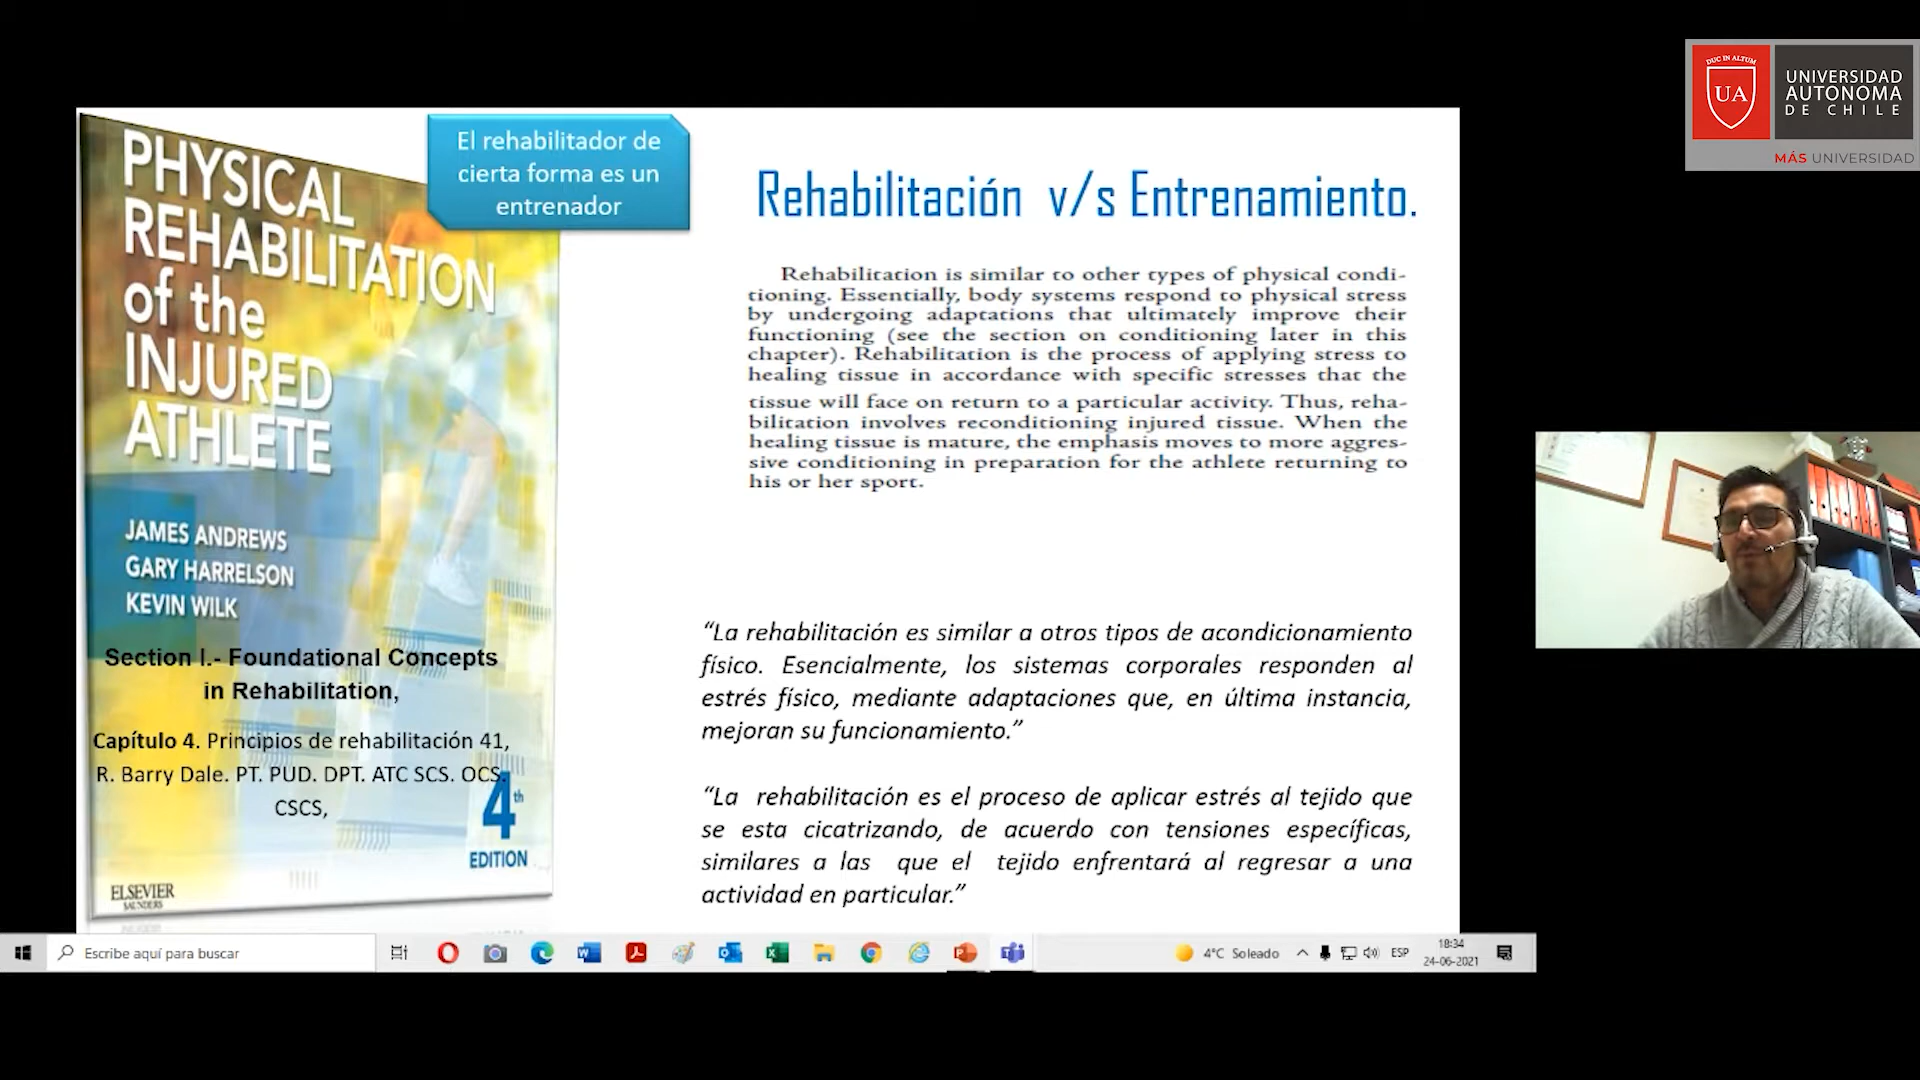 DUC IN ALTUM
UA
UNIVERSIDAD
AUTONOMA
DE CHILE
MÁS UNIVERSIDAD
El rehabilitador de
cierta forma es un
entrenador
PHYSICAL
REHABILITATION
of the
INJURED
ATHLETE
JAMES ANDREWS
GARY HARRELSON
KEVIN WILK
Section I.- Foundational Concepts
in Rehabilitation,
Capítulo 4. Principios de rehabilitación 41,
R. Barry Dale. PT. PUD. DPT. ATC SCS. OCS.
CSCS,
4th
EDITION
ELSEVIER
SAUNDERS
Rehabilitación v/s Entrenamiento.
Rehabilitation is similar to other types of physical condi-
tioning. Essentially, body systems respond to physical stress
by undergoing adaptations that ultimately improve their
functioning (see the section on conditioning later in this
chapter). Rehabilitation is the process of applying stress to
healing tissue in accordance with specific stresses that the
tissue will face on return to a particular activity. Thus, reha-
bilitation involves reconditioning injured tissue. When the
healing tissue is mature, the emphasis moves to more aggres-
sive conditioning in preparation for the athlete returning to
his or her sport.
“La rehabilitación es similar a otros tipos de acondicionamiento
físico. Esencialmente, los sistemas corporales responden al
estrés físico, mediante adaptaciones que, en última instancia,
mejoran su funcionamiento.”
“La rehabilitación es el proceso de aplicar estrés al tejido que
se esta cicatrizando, de acuerdo con tensiones específicas,
similares a las que el tejido enfrentará al regresar a una
actividad en particular.”
Escribe aquí para buscar
4°C Soleado
ESP
18:34
24-06-2021